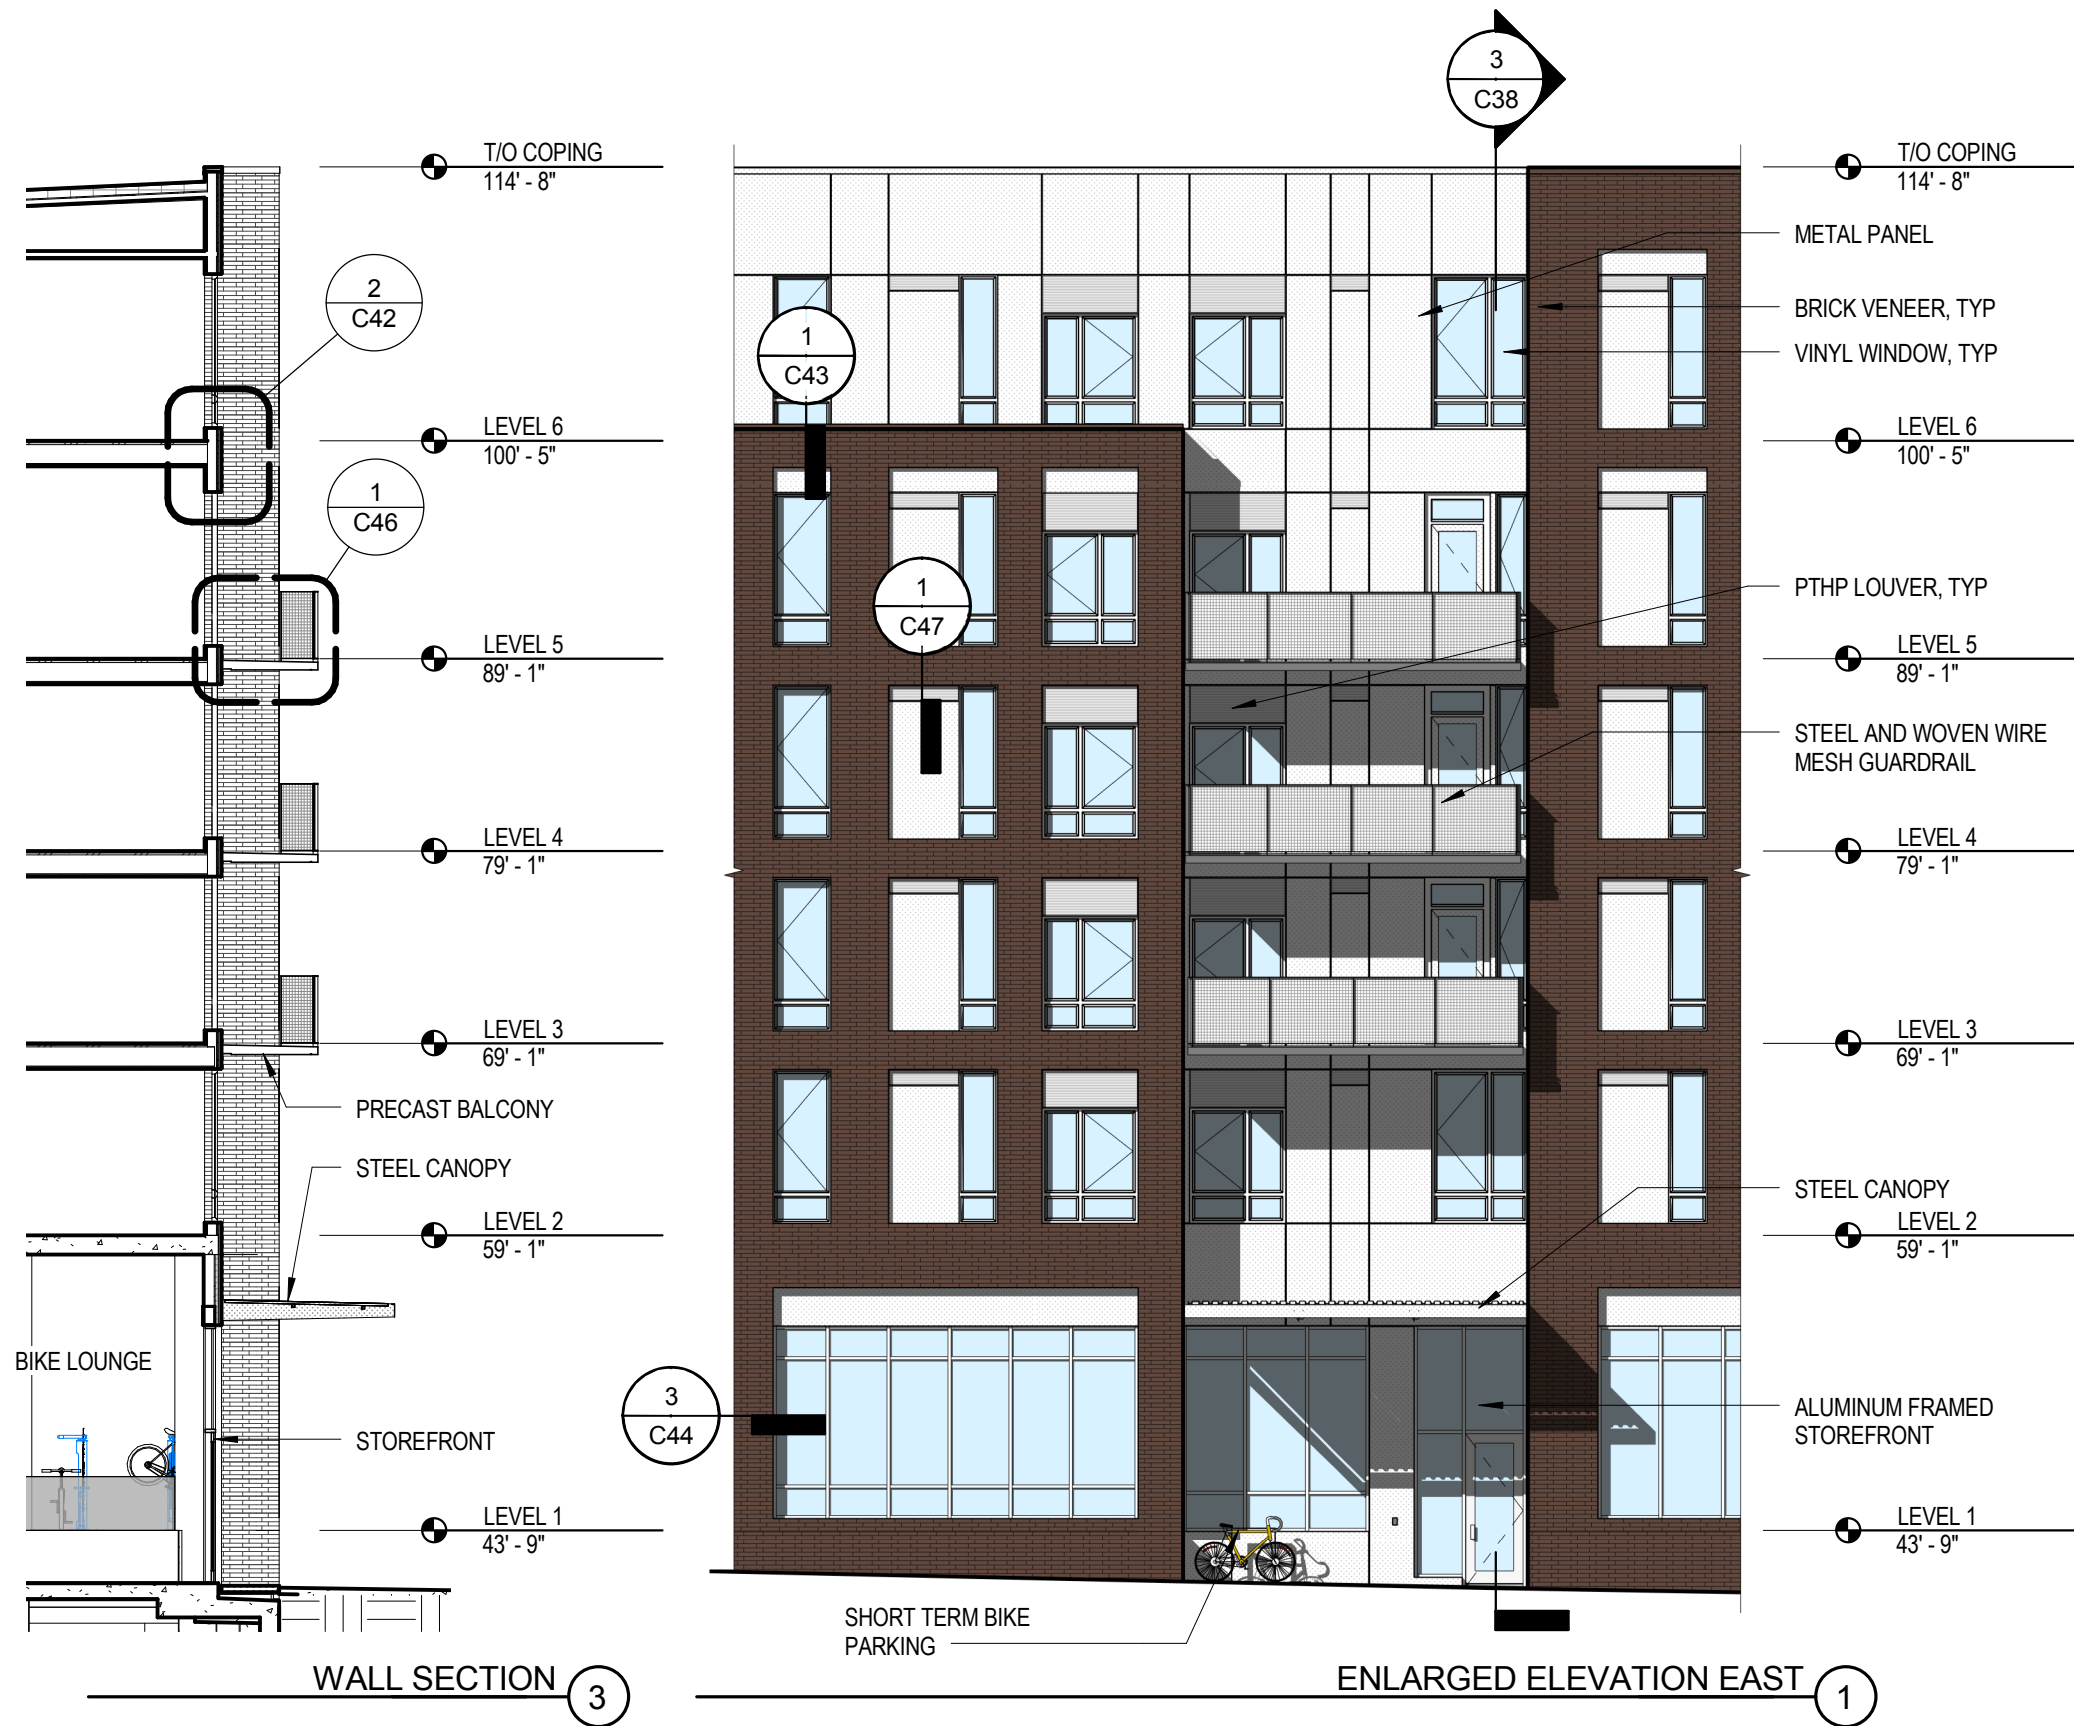 T/O COPING
114' - 8"
2
C42
LEVEL 6
100' - 5"
1
C46
LEVEL 5
89' - 1"
LEVEL 4
79' - 1"
LEVEL 3
69' - 1"
PRECAST BALCONY
STEEL CANOPY
LEVEL 2
59' - 1"
BIKE LOUNGE
STOREFRONT
LEVEL 1
43' - 9"
WALL SECTION
3
3
C38
1
C43
1
C47
3
C44
T/O COPING
114' - 8"
METAL PANEL
BRICK VENEER, TYP
VINYL WINDOW, TYP
LEVEL 6
100' - 5"
PTHP LOUVER, TYP
LEVEL 5
89' - 1"
STEEL AND WOVEN WIRE
MESH GUARDRAIL
LEVEL 4
79' - 1"
LEVEL 3
69' - 1"
STEEL CANOPY
LEVEL 2
59' - 1"
ALUMINUM FRAMED
STOREFRONT
LEVEL 1
43' - 9"
SHORT TERM BIKE
PARKING
ENLARGED ELEVATION EAST
1